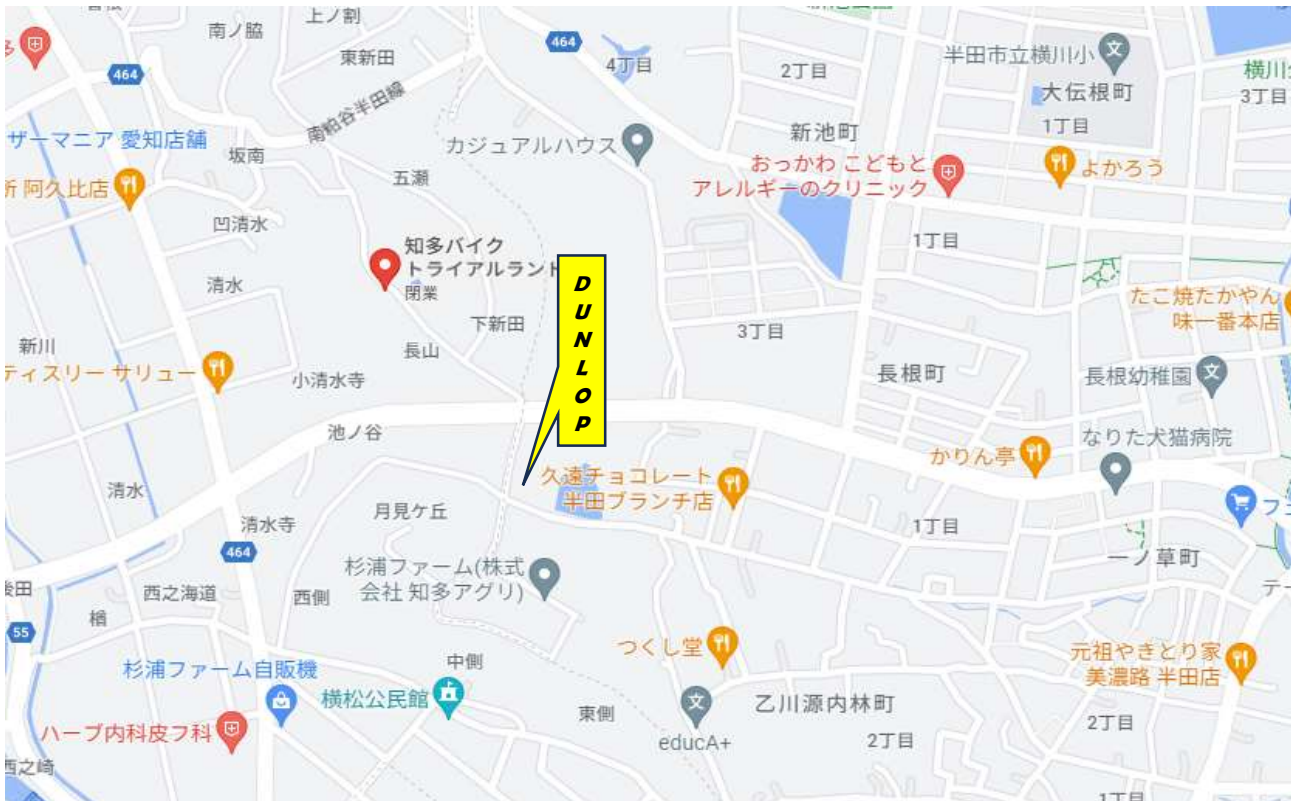 上ノ割
南ノ脇
464
東新田
464
4丁目
2丁目
半田市立横川小
大伝根町
3丁目
1丁目
南粕谷半田線
ザーマニア 愛知店舗
坂南
カジュアルハウス
新池町
おっかわ こどもと
アレルギーのクリニック
よかろう
五瀬
所 阿久比店
凹清水
1丁目
知多バイク
トライアルランド
閉業
清水
DUNLOP
たこ焼たかやん
味一番本店
下新田
3丁目
新川
長山
ティスリー サリュー
小清水寺
長根町
長根幼稚園
池ノ谷
なりた犬猫病院
かりん亭
久遠チョコレート
半田ブランチ店
清水
月見ケ丘
清水寺
1丁目
464
一ノ草町
杉浦ファーム(株式
会社 知多アグリ)
西之海道
西側
楢
55
つくし堂
元祖やきとり家
美濃路 半田店
中側
杉浦ファーム自販機
横松公民館
東側
乙川源内林町
2丁目
ハーブ内科皮フ科
educA+
2丁目
西之崎
1丁目